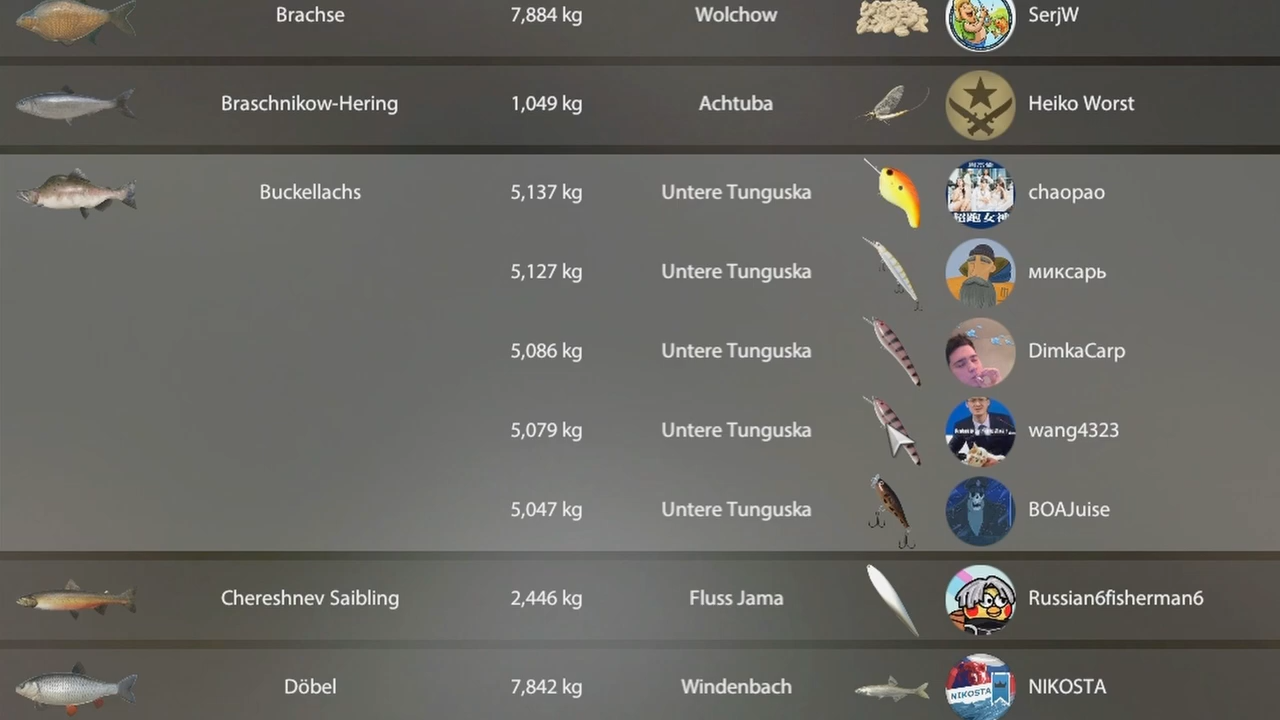 Brachse 7,884 kg Wolchow SerjW
Braschnikow-Hering 1,049 kg Achtuba Heiko Worst
Buckellachs 5,137 kg Untere Tunguska chaopao
5,127 kg Untere Tunguska миксарь
5,086 kg Untere Tunguska DimkaCarp
5,079 kg Untere Tunguska wang4323
5,047 kg Untere Tunguska BOAJuise
Chereshnev Saibling 2,446 kg Fluss Jama Russian6fisherman6
Döbel 7,842 kg Windenbach NIKOSTA NIKOSTA